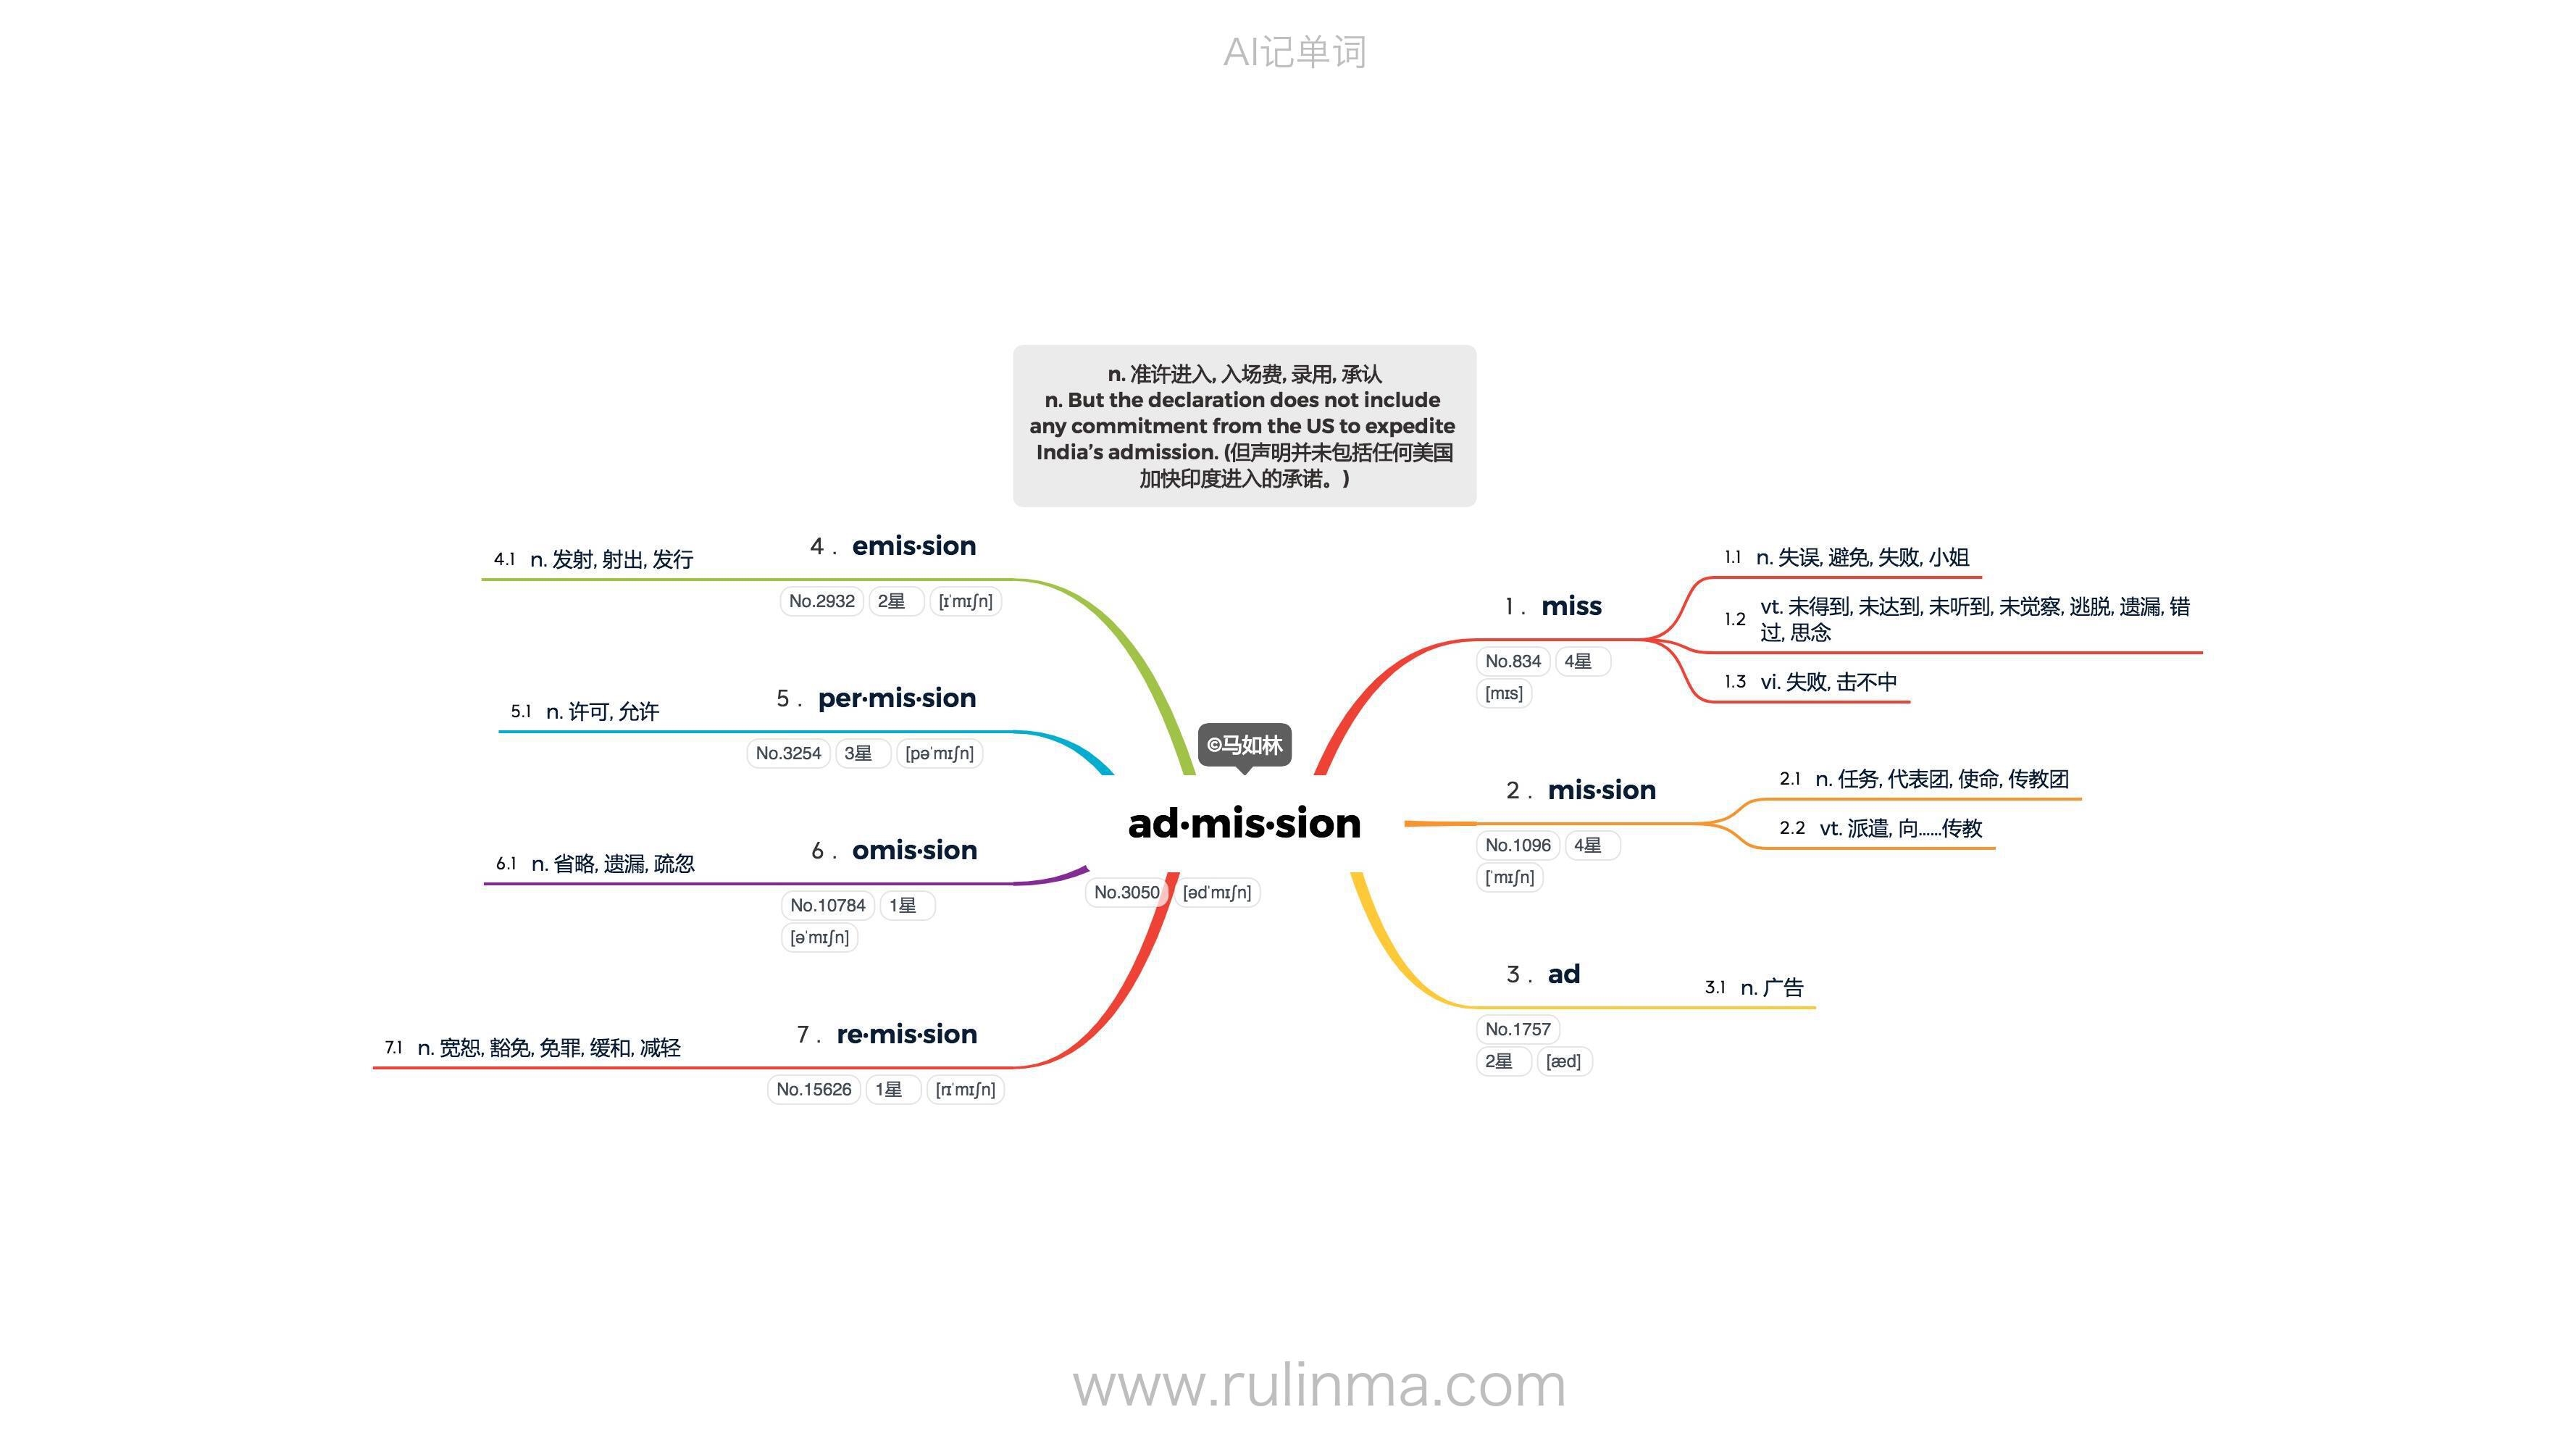 AI记单词
n. 准许进入, 入场费, 录用, 承认
n. But the declaration does not include
any commitment from the US to expedite
India’s admission. (但声明并未包括任何美国
加快印度进入的承诺。)
©马如林
ad·mis·sion
No.3050 [ədˈmɪʃn]
1 . miss
No.834 4星
[mɪs]
1.1 n. 失误, 避免, 失败, 小姐
1.2 vt. 未得到, 未达到, 未听到, 未觉察, 逃脱, 遗漏, 错
过, 思念
1.3 vi. 失败, 击不中
2 . mis·sion
No.1096 4星
[ˈmɪʃn]
2.1 n. 任务, 代表团, 使命, 传教团
2.2 vt. 派遣, 向……传教
3 . ad
No.1757
2星 [æd]
3.1 n. 广告
4 . emis·sion
No.2932 2星 [ɪˈmɪʃn]
4.1 n. 发射, 射出, 发行
5 . per·mis·sion
No.3254 3星 [pəˈmɪʃn]
5.1 n. 许可, 允许
6 . omis·sion
No.10784 1星
[əˈmɪʃn]
6.1 n. 省略, 遗漏, 疏忽
7 . re·mis·sion
No.15626 1星 [rɪˈmɪʃn]
7.1 n. 宽恕, 豁免, 免罪, 缓和, 减轻
www.rulinma.com